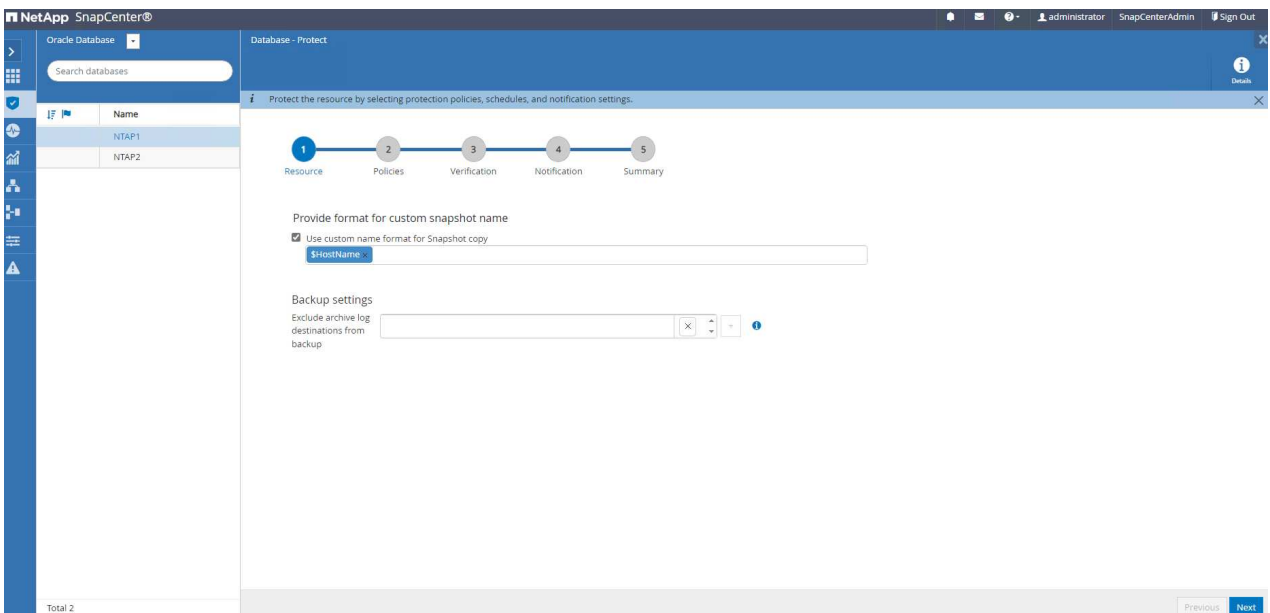 NetApp SnapCenter®
administrator SnapCenterAdmin Sign Out
Oracle Database
Database - Protect
Search databases
Details
i Protect the resource by selecting protection policies, schedules, and notification settings.
Name
NTAP1
NTAP2
1 2 3 4 5
Resource Policies Verification Notification Summary
Provide format for custom snapshot name
Use custom name format for Snapshot copy
$HostName ×
Backup settings
Exclude archive log
destinations from
backup
Total 2
Previous Next